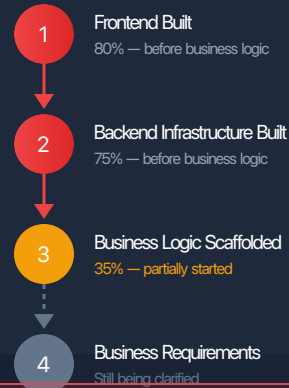 1
Frontend Built
80% — before business logic
2
Backend Infrastructure Built
75% — before business logic
3
Business Logic Scaffolded
35% — partially started
4
Business Requirements
Still being clarified